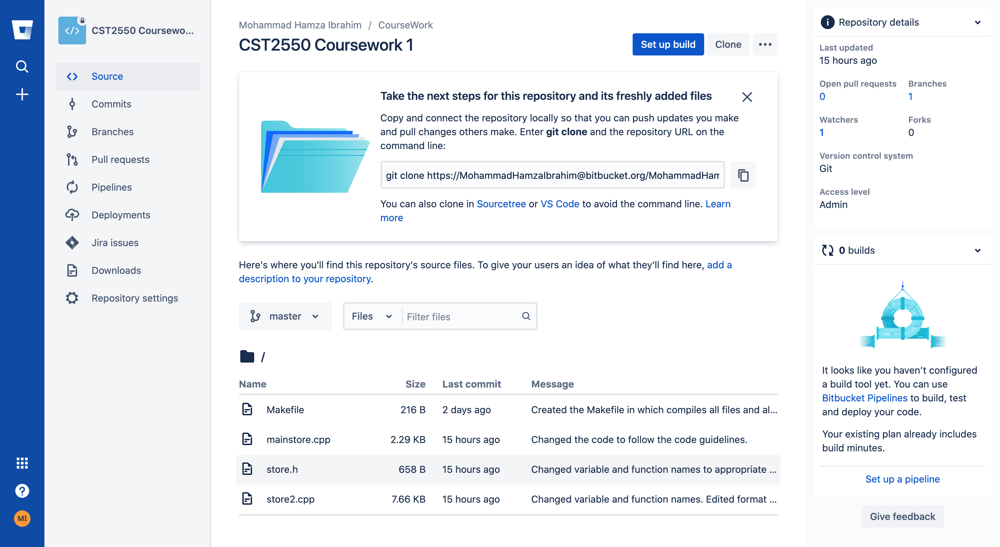 CST2550 Coursewo...
Source
Commits
Branches
Pull requests
Pipelines
Deployments
Jira issues
Downloads
Repository settings
MI
Mohammad Hamza Ibrahim / CourseWork
CST2550 Coursework 1
Set up build
Clone
Take the next steps for this repository and its freshly added files
Copy and connect the repository locally so that you can push updates you make
and pull changes others make. Enter git clone and the repository URL on the
command line:
git clone https://MohammadHamzaIbrahim@bitbucket.org/MohammadHam
You can also clone in Sourcetree or VS Code to avoid the command line. Learn
more
Here's where you'll find this repository's source files. To give your users an idea of what they'll find here, add a
description to your repository.
master
Files
Filter files
/
Name Size Last commit Message
Makefile 216 B 2 days ago Created the Makefile in which compiles all files and al...
mainstore.cpp 2.29 KB 15 hours ago Changed the code to follow the code guidelines.
store.h 658 B 15 hours ago Changed variable and function names to appropriate ...
store2.cpp 7.66 KB 15 hours ago Changed variable and function names. Edited format ...
Repository details
Last updated
15 hours ago
Open pull requests Branches
0 1
Watchers Forks
1 0
Version control system
Git
Access level
Admin
0 builds
It looks like you haven’t configured
a build tool yet. You can use
Bitbucket Pipelines to build, test
and deploy your code.
Your existing plan already includes
build minutes.
Set up a pipeline
Give feedback